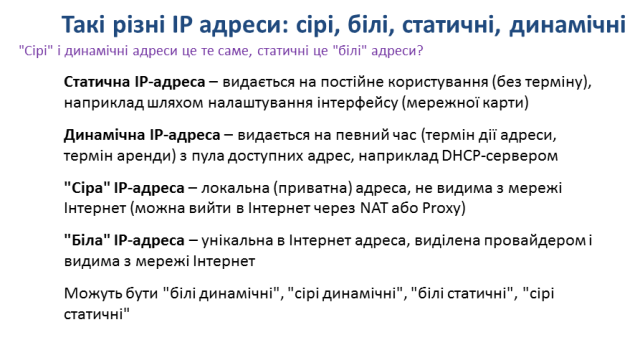 Такі різні IP адреси: сірі, білі, статичні, динамічні
"Сірі" і динамічні адреси це те саме, статичні це "білі" адреси?
Статична IP-адреса – видається на постійне користування (без терміну),
наприклад шляхом налаштування інтерфейсу (мережної карти)
Динамічна IP-адреса – видається на певний час (термін дії адреси,
термін аренди) з пула доступних адрес, наприклад DHCP-сервером
"Сіра" IP-адреса – локальна (приватна) адреса, не видима з мережі
Інтернет (можна вийти в Інтернет через NAT або Proxy)
"Біла" IP-адреса – унікальна в Інтернет адреса, виділена провайдером і
видима з мережі Інтернет
Можуть бути "білі динамічні", "сірі динамічні", "білі статичні", "сірі
статичні"